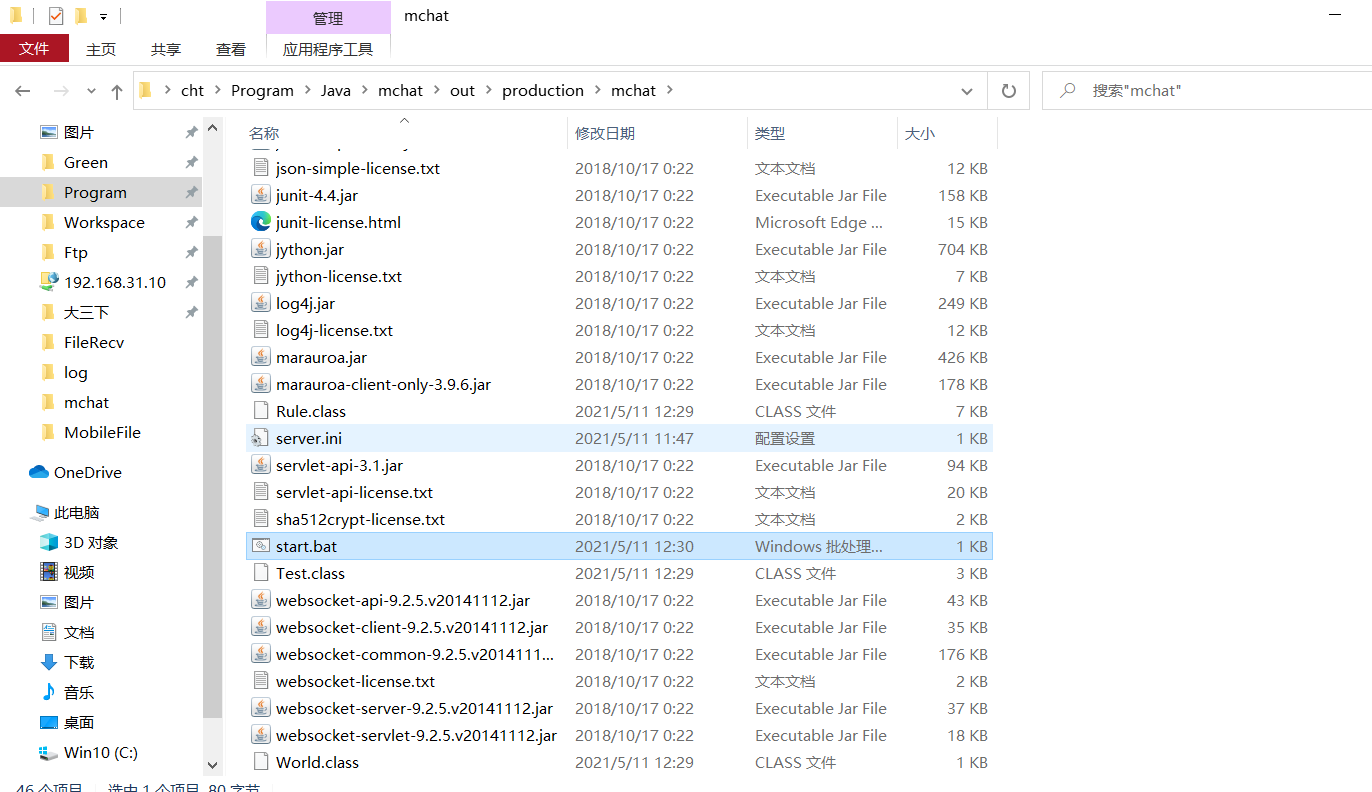 管理 mchat
文件 主页 共享 查看 应用程序工具
cht Program Java mchat out production mchat 搜索"mchat"
图片
Green
Program
Workspace
Ftp
192.168.31.10
大三下
FileRecv
log
mchat
MobileFile
OneDrive
此电脑
3D 对象
视频
图片
文档
下载
音乐
桌面
Win10 (C:)
名称 修改日期 类型 大小
json-simple-license.txt 2018/10/17 0:22 文本文档 12 KB
junit-4.4.jar 2018/10/17 0:22 Executable Jar File 158 KB
junit-license.html 2018/10/17 0:22 Microsoft Edge ... 15 KB
jython.jar 2018/10/17 0:22 Executable Jar File 704 KB
jython-license.txt 2018/10/17 0:22 文本文档 7 KB
log4j.jar 2018/10/17 0:22 Executable Jar File 249 KB
log4j-license.txt 2018/10/17 0:22 文本文档 12 KB
marauroa.jar 2018/10/17 0:22 Executable Jar File 426 KB
marauroa-client-only-3.9.6.jar 2018/10/17 0:22 Executable Jar File 178 KB
Rule.class 2021/5/11 12:29 CLASS 文件 7 KB
server.ini 2021/5/11 11:47 配置设置 1 KB
servlet-api-3.1.jar 2018/10/17 0:22 Executable Jar File 94 KB
servlet-api-license.txt 2018/10/17 0:22 文本文档 20 KB
sha512crypt-license.txt 2018/10/17 0:22 文本文档 2 KB
start.bat 2021/5/11 12:30 Windows 批处理... 1 KB
Test.class 2021/5/11 12:29 CLASS 文件 3 KB
websocket-api-9.2.5.v20141112.jar 2018/10/17 0:22 Executable Jar File 43 KB
websocket-client-9.2.5.v20141112.jar 2018/10/17 0:22 Executable Jar File 35 KB
websocket-common-9.2.5.v2014111... 2018/10/17 0:22 Executable Jar File 176 KB
websocket-license.txt 2018/10/17 0:22 文本文档 2 KB
websocket-server-9.2.5.v20141112.jar 2018/10/17 0:22 Executable Jar File 37 KB
websocket-servlet-9.2.5.v20141112.jar 2018/10/17 0:22 Executable Jar File 18 KB
World.class 2021/5/11 12:29 CLASS 文件 1 KB
46 个项目 选中 1 个项目 80 字节